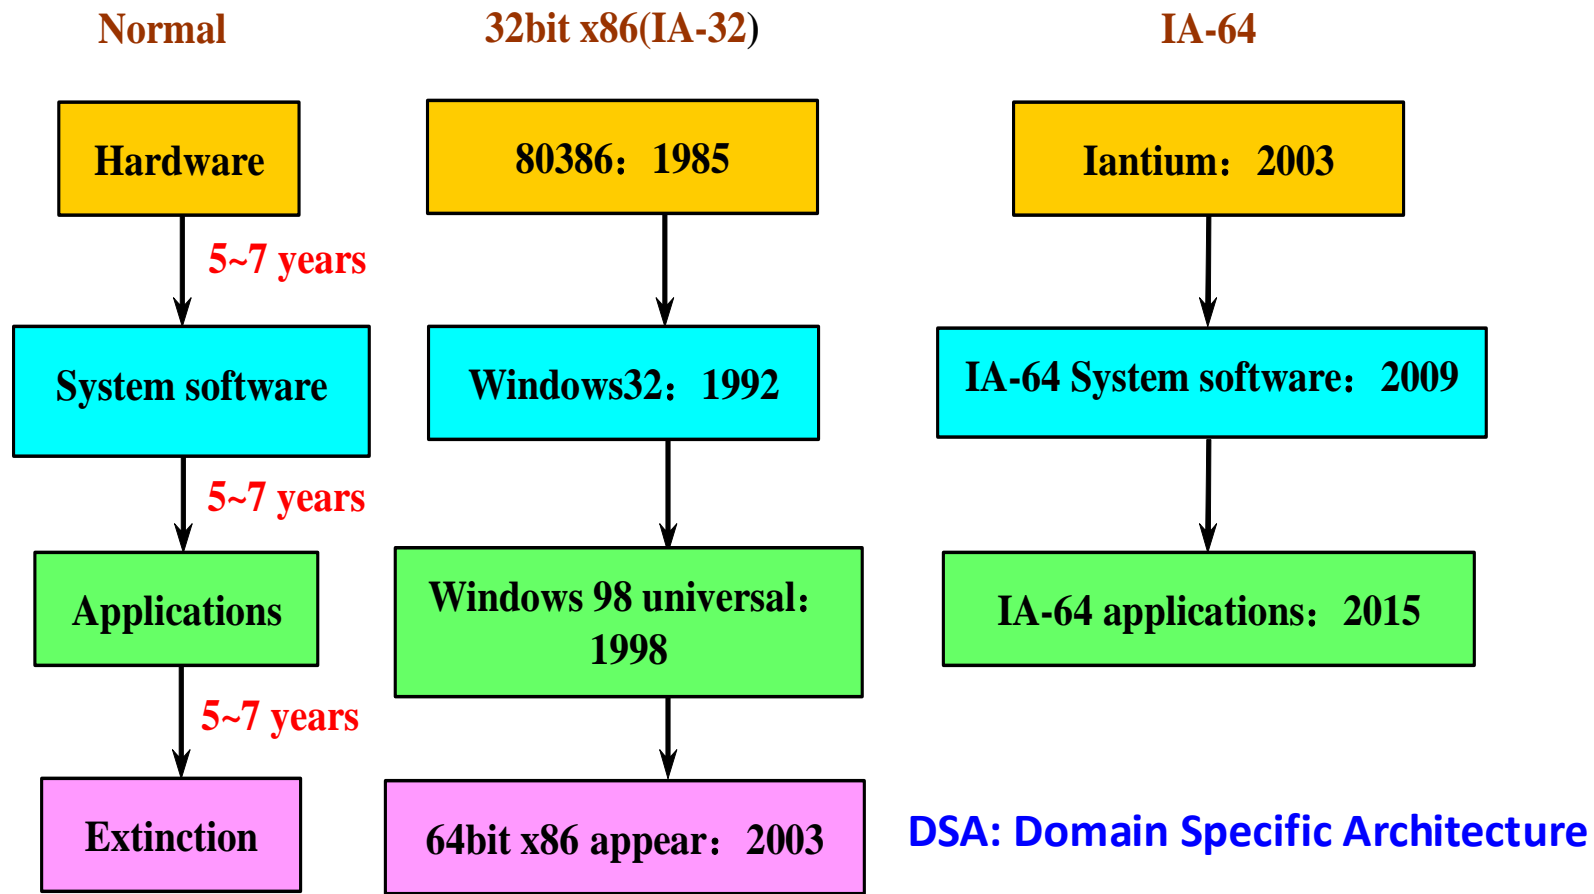 Normal
32bit x86(IA-32)
IA-64
Hardware
80386：1985
Iantium：2003
5~7 years
System software
Windows32：1992
IA-64 System software：2009
5~7 years
Applications
Windows 98 universal：
1998
IA-64 applications：2015
5~7 years
Extinction
64bit x86 appear：2003
DSA: Domain Specific Architecture